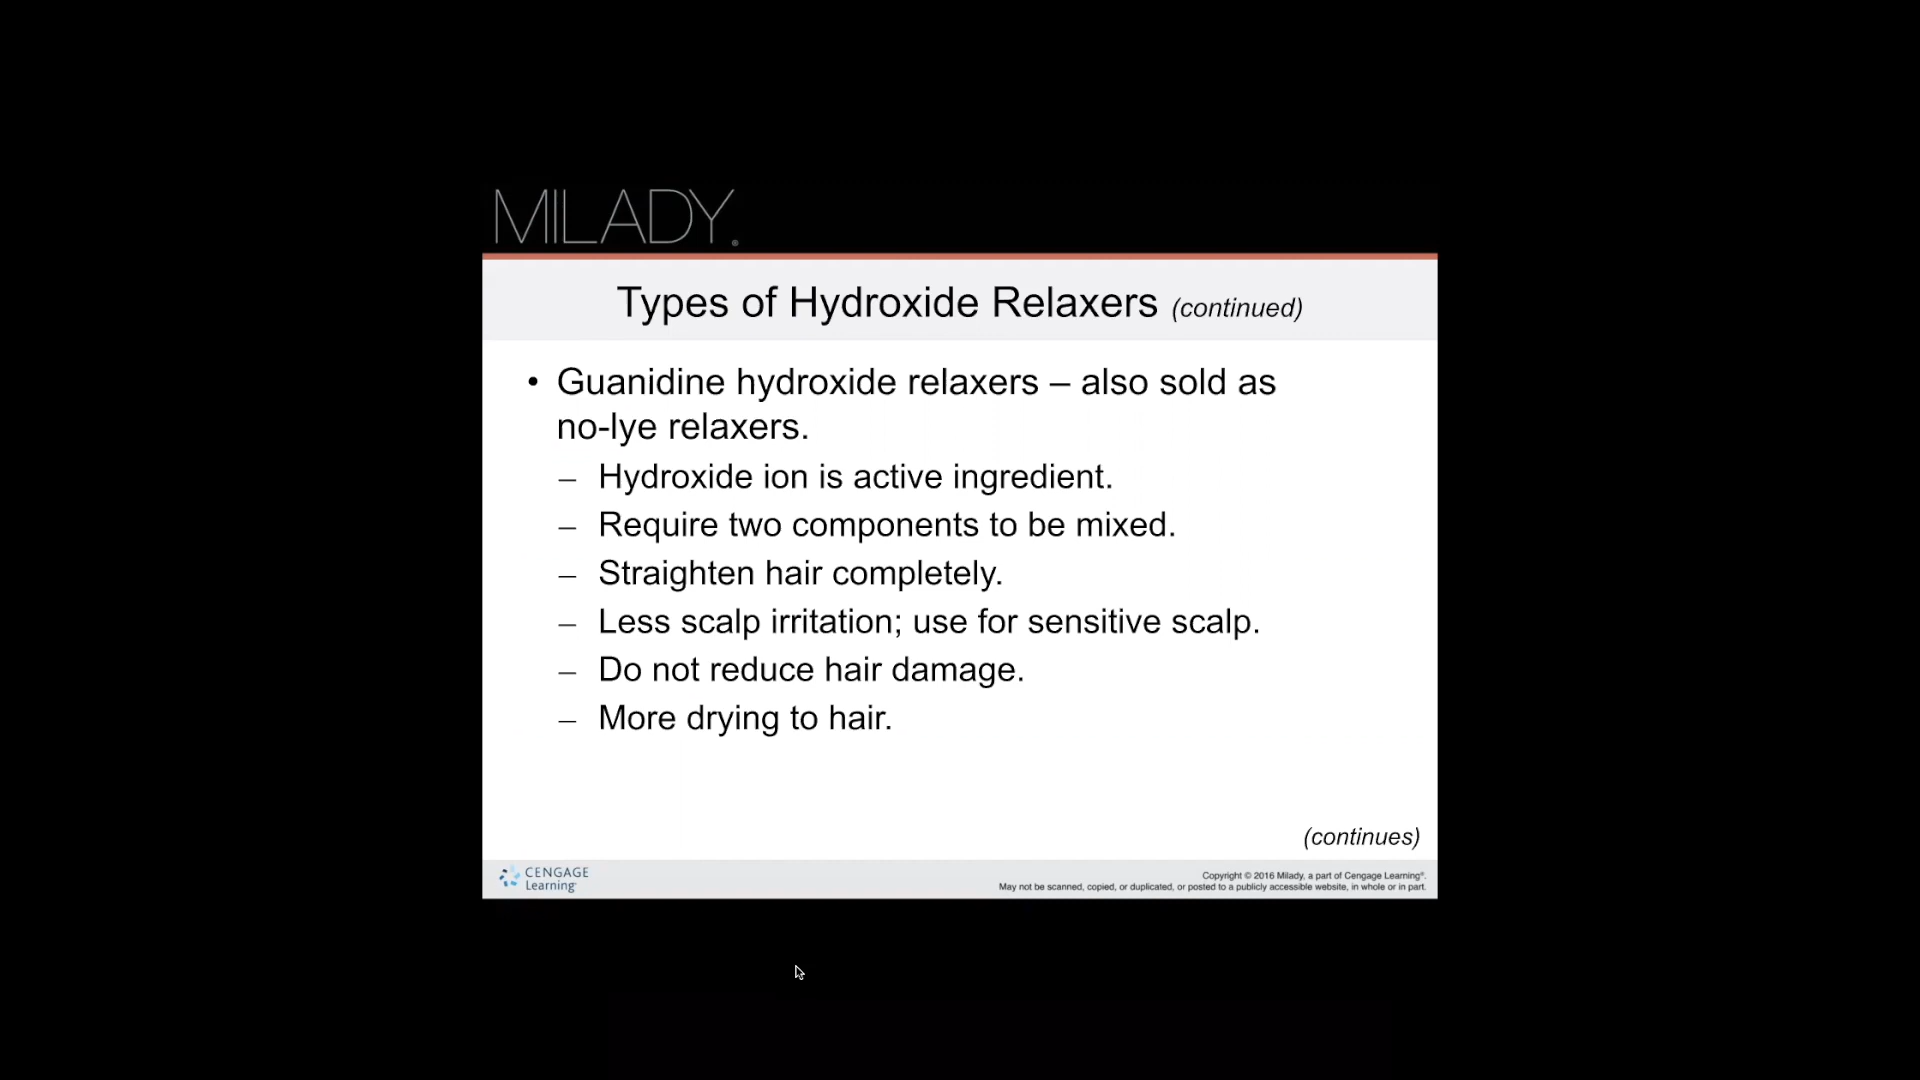 MILADY®
Types of Hydroxide Relaxers (continued)
• Guanidine hydroxide relaxers – also sold as
no-lye relaxers.
– Hydroxide ion is active ingredient.
– Require two components to be mixed.
– Straighten hair completely.
– Less scalp irritation; use for sensitive scalp.
– Do not reduce hair damage.
– More drying to hair.
(continues)
CENGAGE
Learning
Copyright © 2016 Milady, a part of Cengage Learning®.
May not be scanned, copied, or duplicated, or posted to a publicly accessible website, in whole or in part.